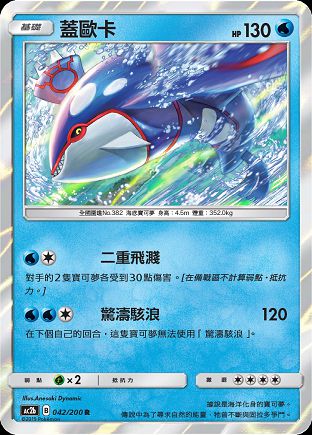 基礎 蓋歐卡 HP 130
全國圖鑑No.382 海底寶可夢 身高：4.5m 體重：352.0kg
二重飛濺
對手的2隻寶可夢各受到30點傷害。[在備戰區不計算弱點、抵抗
力。]
驚濤駭浪 120
在下個自己的回合，這隻寶可夢無法使用「驚濤駭浪」。
弱點 ×2 抵抗力 撤退
Illus.Anesaki Dynamic
AC2b B 042/200 R
©2019 Pokémon
據說是海洋化身的寶可夢。
傳說中為了尋求自然的能量，牠曾不斷與固拉多爭鬥。